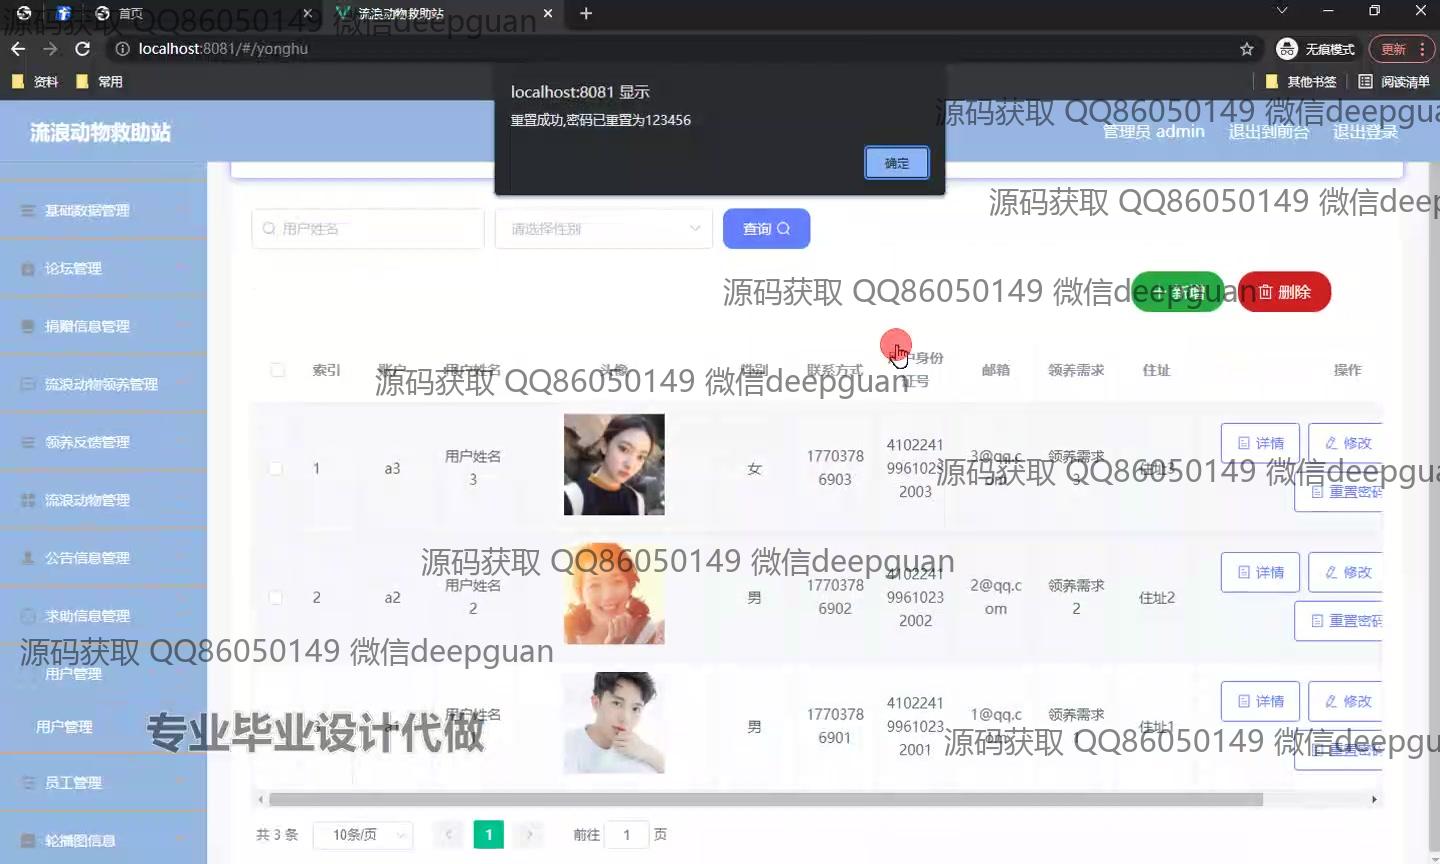 首页
流浪动物救助站
localhost:8081/#/yonghu
无痕模式
更新
资料
常用
其他书签
阅读清单
localhost:8081 显示
重置成功,密码已重置为123456
确定
流浪动物救助站
管理员 admin
退出到前台
退出登录
源码获取 QQ86050149 微信deepguan
源码获取 QQ86050149 微信deepgua
源码获取 QQ86050149 微信deep
基础数据管理
论坛管理
捐赠信息管理
流浪动物领养管理
领养反馈管理
流浪动物管理
公告信息管理
求助信息管理
用户管理
用户管理
员工管理
轮播图信息
用户姓名
请选择性别
查询
源码获取 QQ86050149 微信deepguan
新增
删除
索引
账户
用户姓名
头像
性别
联系方式
户身份
证号
邮箱
领养需求
住址
操作
源码获取 QQ86050149 微信deepguan
1
a3
用户姓名
3
女
1770378
6903
4102241
9961023
2003
3@qq.c
om
领养需求
3
住址3
详情
修改
重置密码
源码获取 QQ86050149 微信deepgua
源码获取 QQ86050149 微信deepguan
2
a2
用户姓名
2
男
1770378
6902
4102241
9961023
2002
2@qq.c
om
领养需求
2
住址2
详情
修改
重置密码
源码获取 QQ86050149 微信deepguan
专业毕业设计代做
a1
用户姓名
男
1770378
6901
4102241
9961023
2001
1@qq.c
领养需求
住址1
详情
修改
重置密码
源码获取 QQ86050149 微信deepgu
共 3 条
10条/页
1
前往
1
页